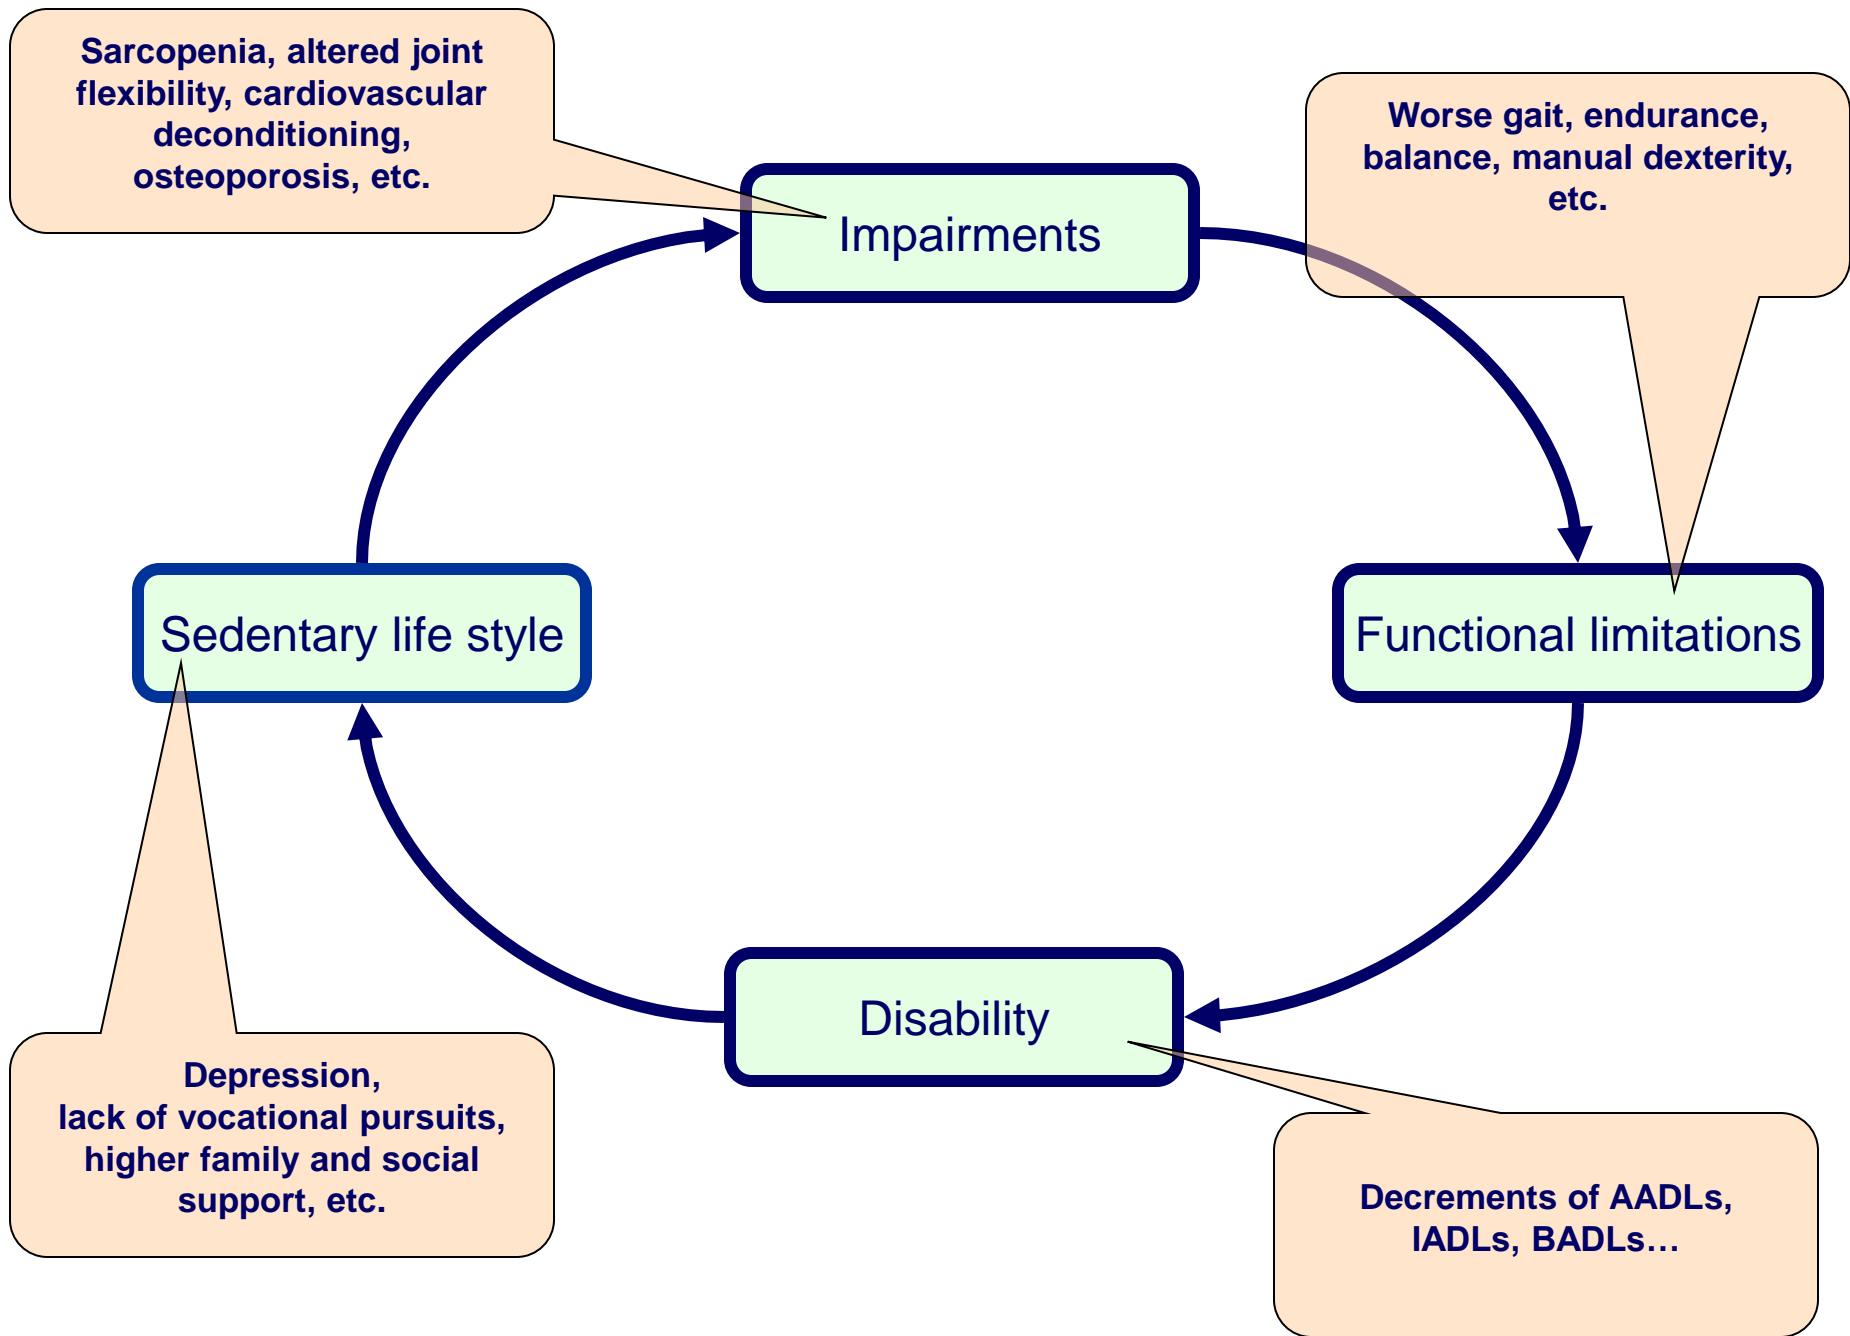 Sarcopenia, altered joint
flexibility, cardiovascular
deconditioning,
osteoporosis, etc.
Worse gait, endurance,
balance, manual dexterity,
etc.
Impairments
Sedentary life style
Functional limitations
Disability
Depression,
lack of vocational pursuits,
higher family and social
support, etc.
Decrements of AADLs,
IADLs, BADLs…